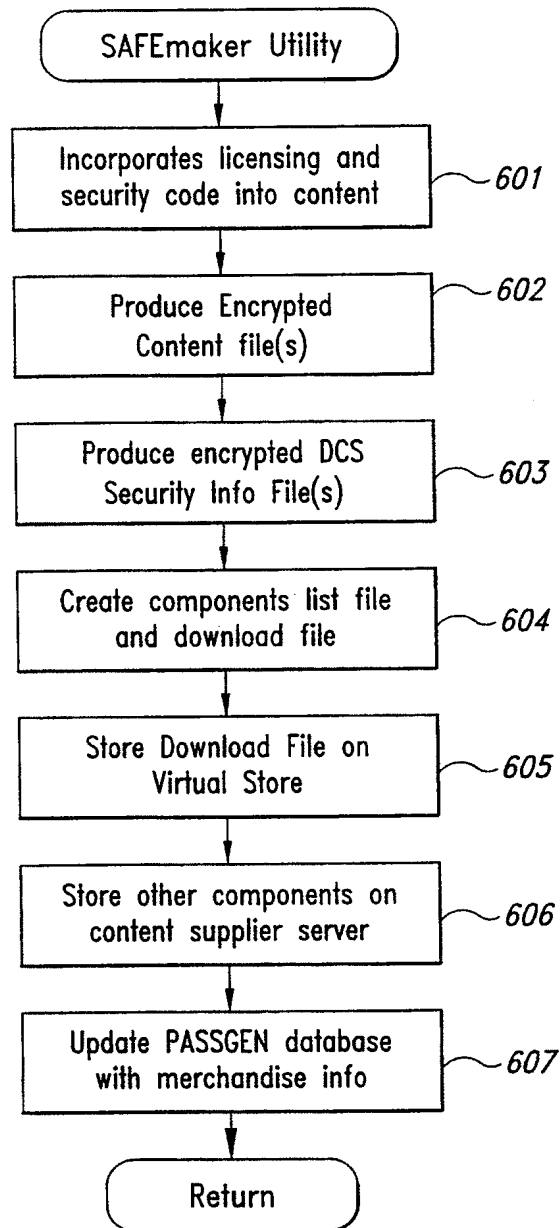 SAFEmaker Utility
Incorporates licensing and
security code into content
601
Produce Encrypted
Content file(s)
602
Produce encrypted DCS
Security Info File(s)
603
Create components list file
and download file
604
Store Download File on
Virtual Store
605
Store other components on
content supplier server
606
Update PASSGEN database
with merchandise info
607
Return